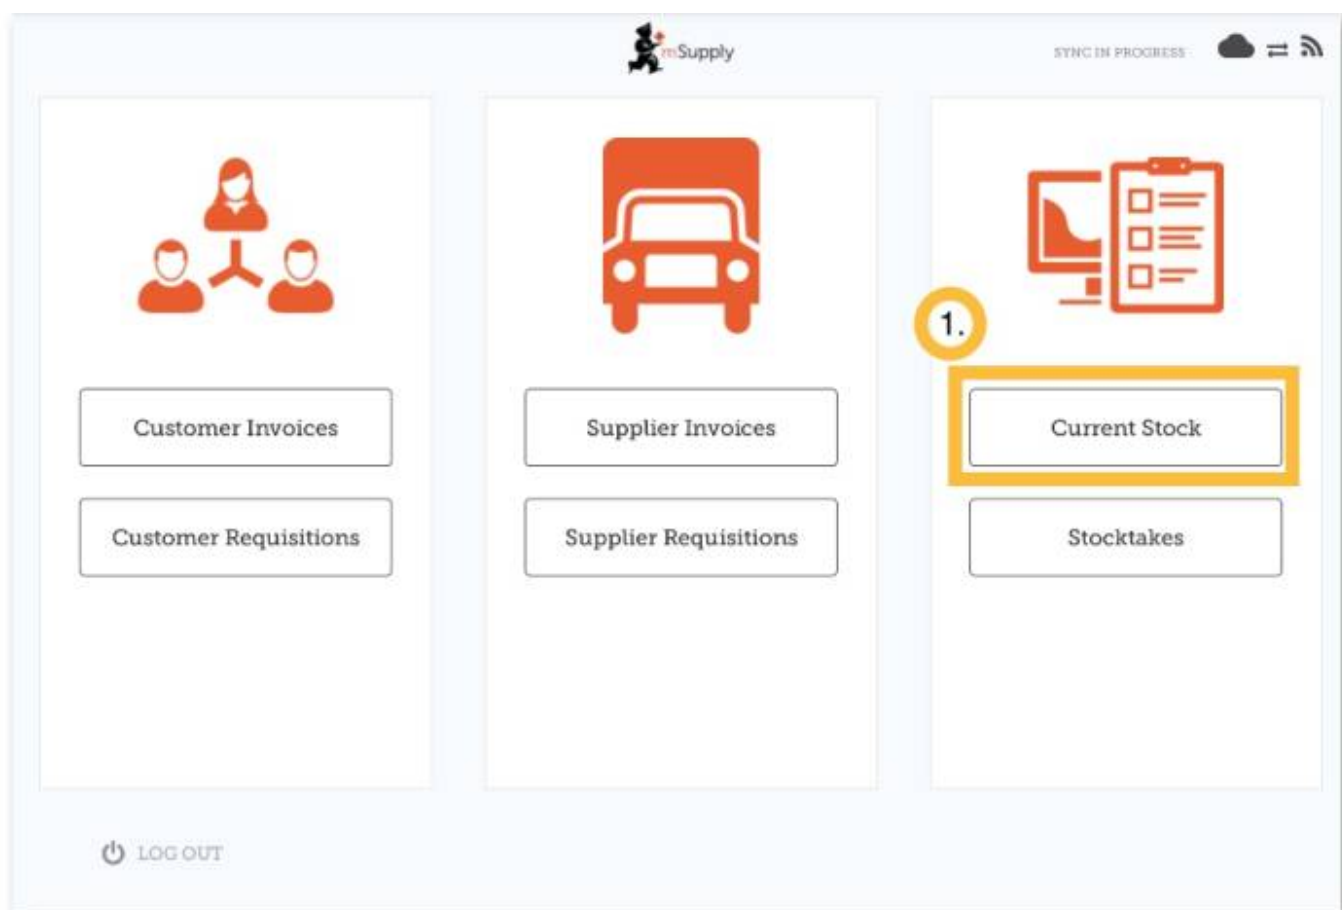 mSupply
SYNC IN PROGRESS
1.
Customer Invoices
Supplier Invoices
Current Stock
Customer Requisitions
Supplier Requisitions
Stocktakes
LOG OUT